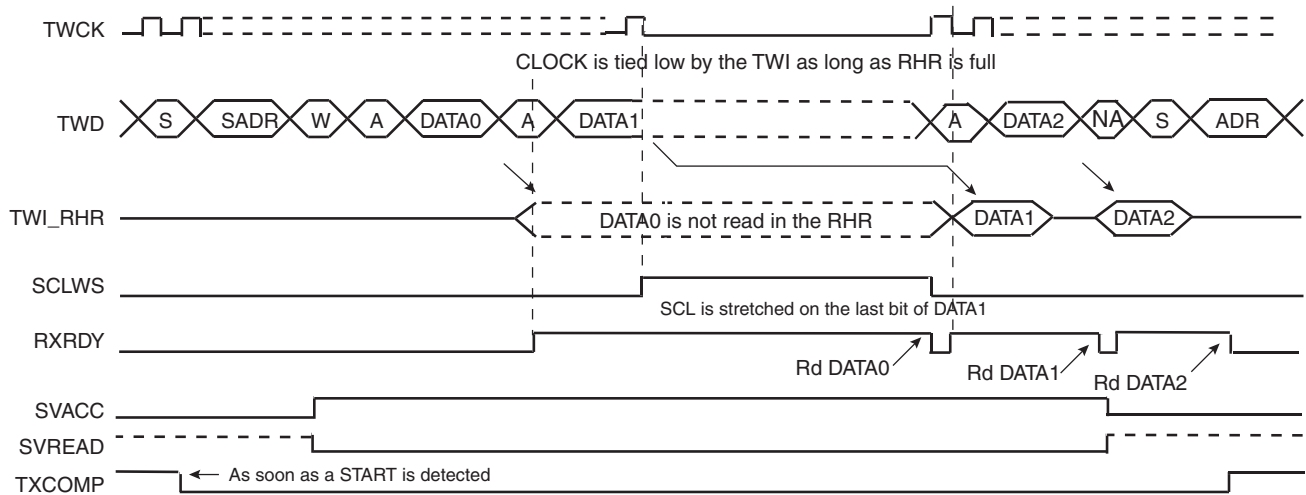 TWCK
CLOCK is tied low by the TWI as long as RHR is full
TWD S SADR W A DATA0 A DATA1 A DATA2 NA S ADR
TWI_RHR DATA0 is not read in the RHR DATA1 DATA2
SCLWS
SCL is stretched on the last bit of DATA1
RXRDY
Rd DATA0 Rd DATA1 Rd DATA2
SVACC
SVREAD
As soon as a START is detected
TXCOMP